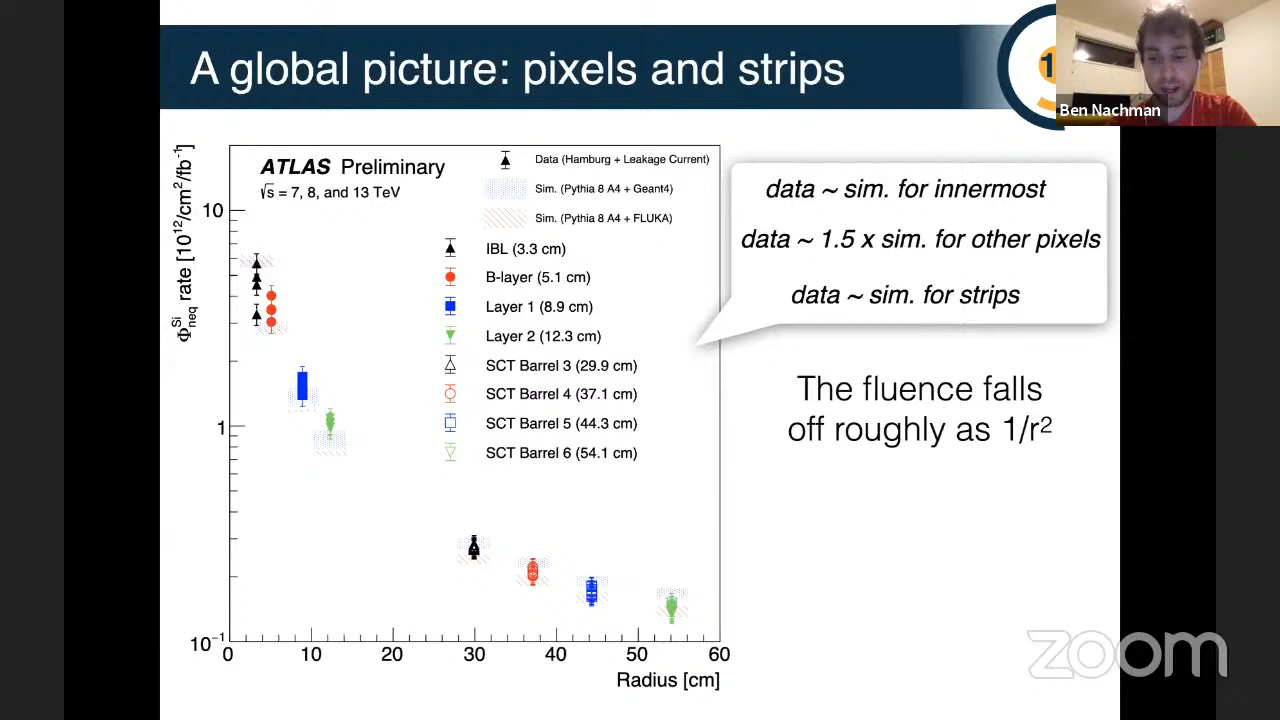 A global picture: pixels and strips
1
Ben Nachman
ATLAS Preliminary
√s = 7, 8, and 13 TeV
Data (Hamburg + Leakage Current)
Sim. (Pythia 8 A4 + Geant4)
Sim. (Pythia 8 A4 + FLUKA)
IBL (3.3 cm)
B-layer (5.1 cm)
Layer 1 (8.9 cm)
Layer 2 (12.3 cm)
SCT Barrel 3 (29.9 cm)
SCT Barrel 4 (37.1 cm)
SCT Barrel 5 (44.3 cm)
SCT Barrel 6 (54.1 cm)
Φ^Si_neq rate [10¹²/cm²/fb⁻¹]
10
1
10⁻¹
0 10 20 30 40 50 60
Radius [cm]
data ~ sim. for innermost
data ~ 1.5 x sim. for other pixels
data ~ sim. for strips
The fluence falls
off roughly as 1/r²
zoom